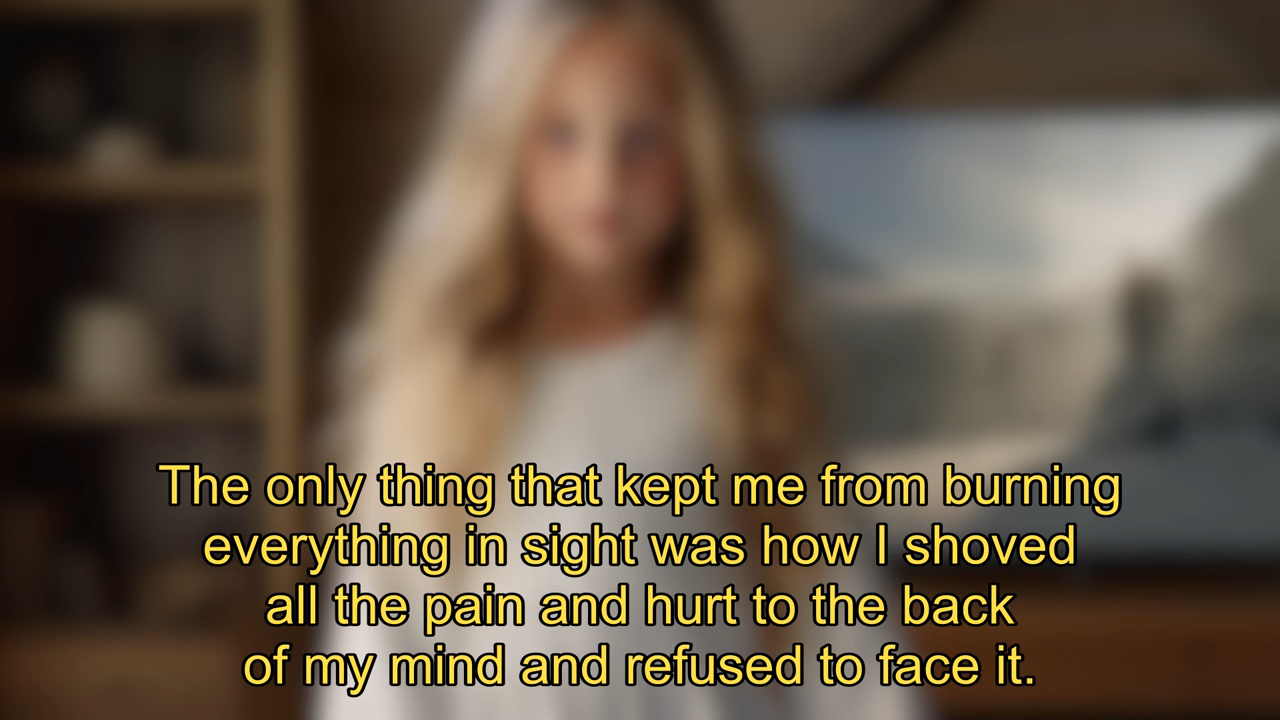 The only thing that kept me from burning
everything in sight was how I shoved
all the pain and hurt to the back
of my mind and refused to face it.